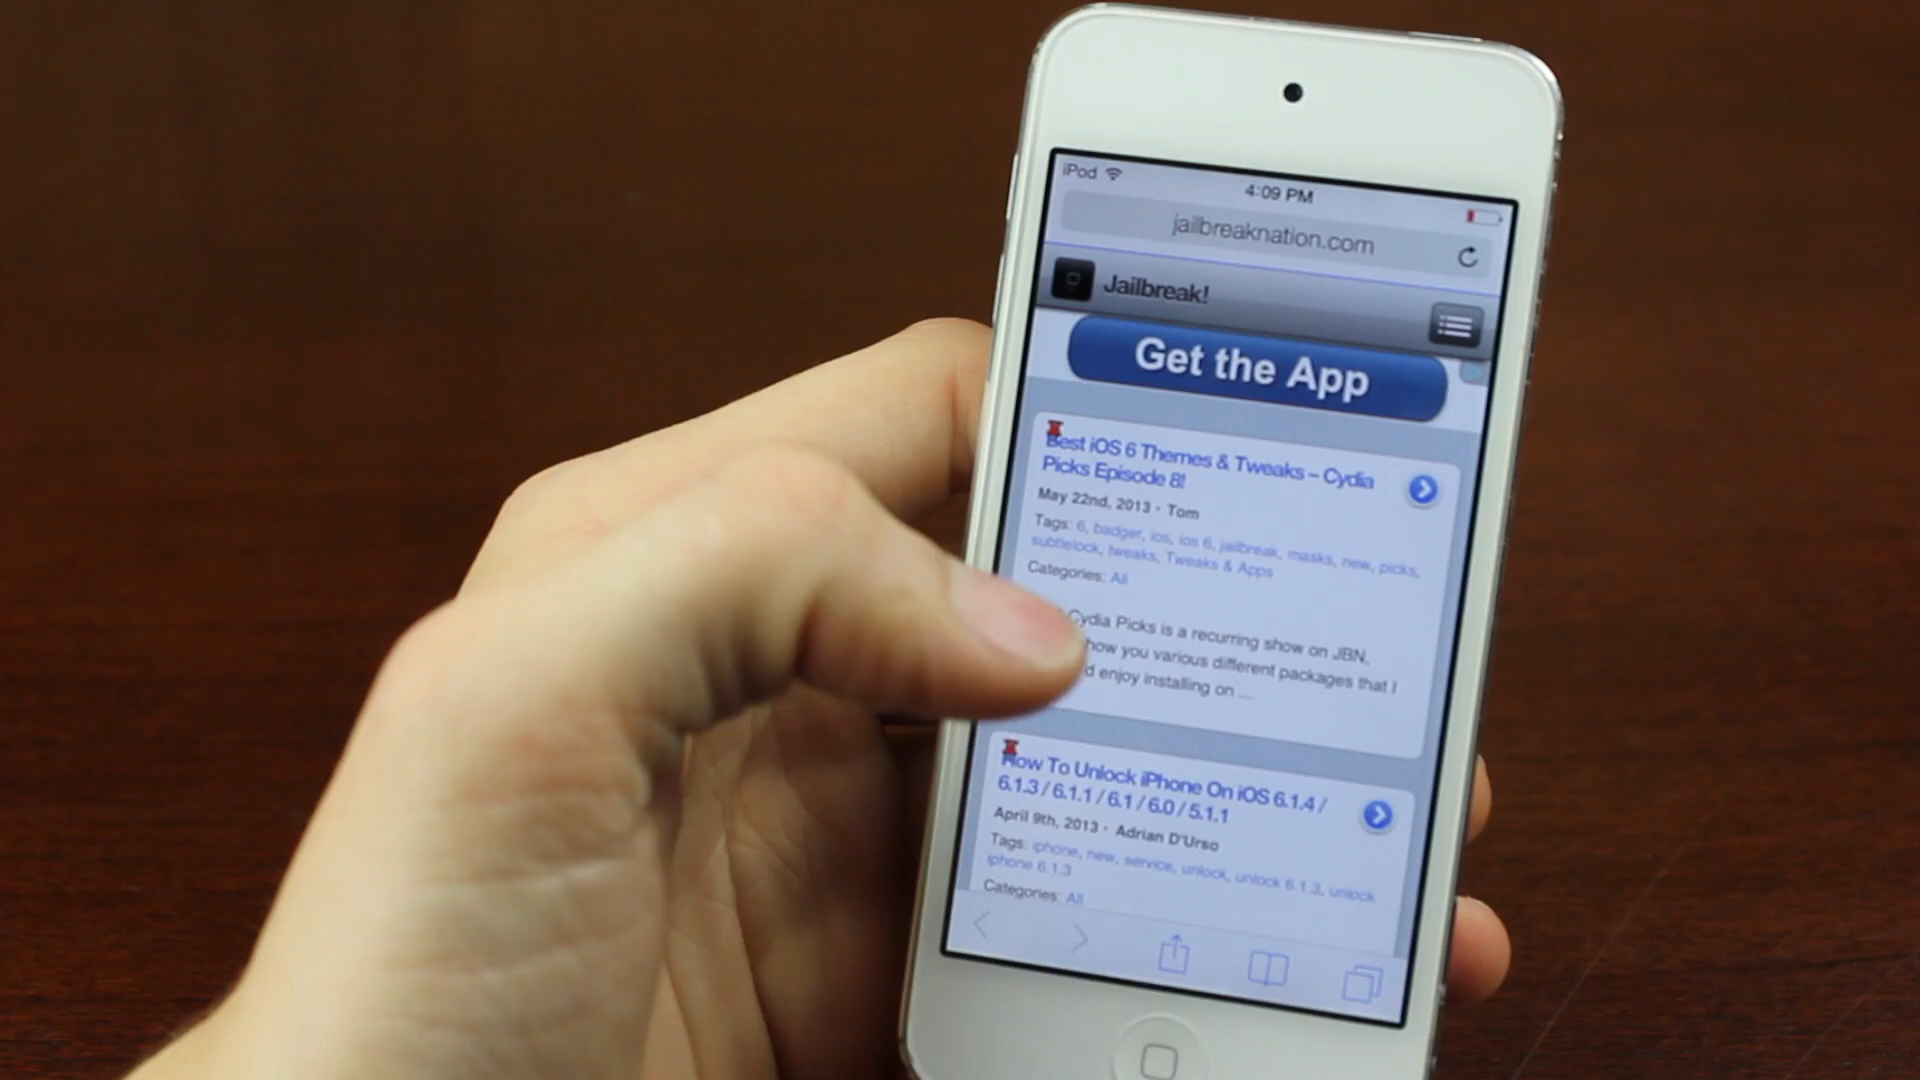 iPod
4:09 PM
jailbreaknation.com
Jailbreak!
Get the App
Best iOS 6 Themes & Tweaks – Cydia
Picks Episode 8!
May 22nd, 2013 · Tom
Tags: 6, badger, ios, ios 6, jailbreak, masks, new, picks,
subtlelock, tweaks, Tweaks & Apps
Categories: All
Cydia Picks is a recurring show on JBN,
how you various different packages that I
enjoy installing on ...
How To Unlock iPhone On iOS 6.1.4 /
6.1.3 / 6.1.1 / 6.1 / 6.0 / 5.1.1
April 9th, 2013 · Adrian D'Urso
Tags: iphone, new, service, unlock, unlock 6.1.3, unlock
iphone 6.1.3
Categories: All